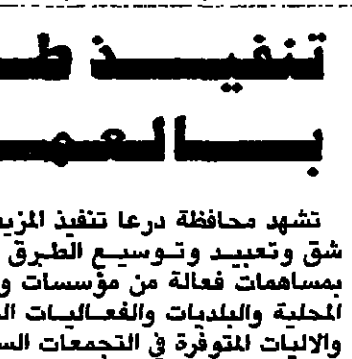 تنفيذ
تشهد محافظة درعا تنفيذ
شق وتعبيد وتوسيع الطرق
بمساهمات فعالة من مؤسسات
المحلية والبلديات والفعاليات
والاليات المتوفرة في التجمعات